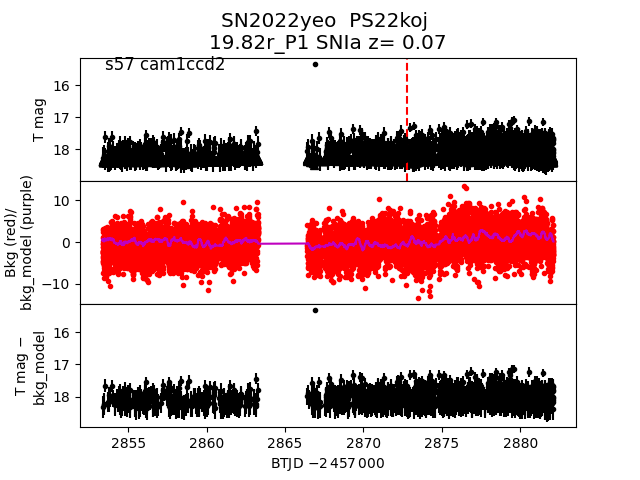 SN2022yeo  PS22koj
19.82r_P1 SNIa z= 0.07
s57 cam1ccd2
T mag
16
17
18
Bkg (red)/
bkg_model (purple)
10
0
−10
T mag −
bkg_model
16
17
18
2855 2860 2865 2870 2875 2880
BTJD −2 457 000